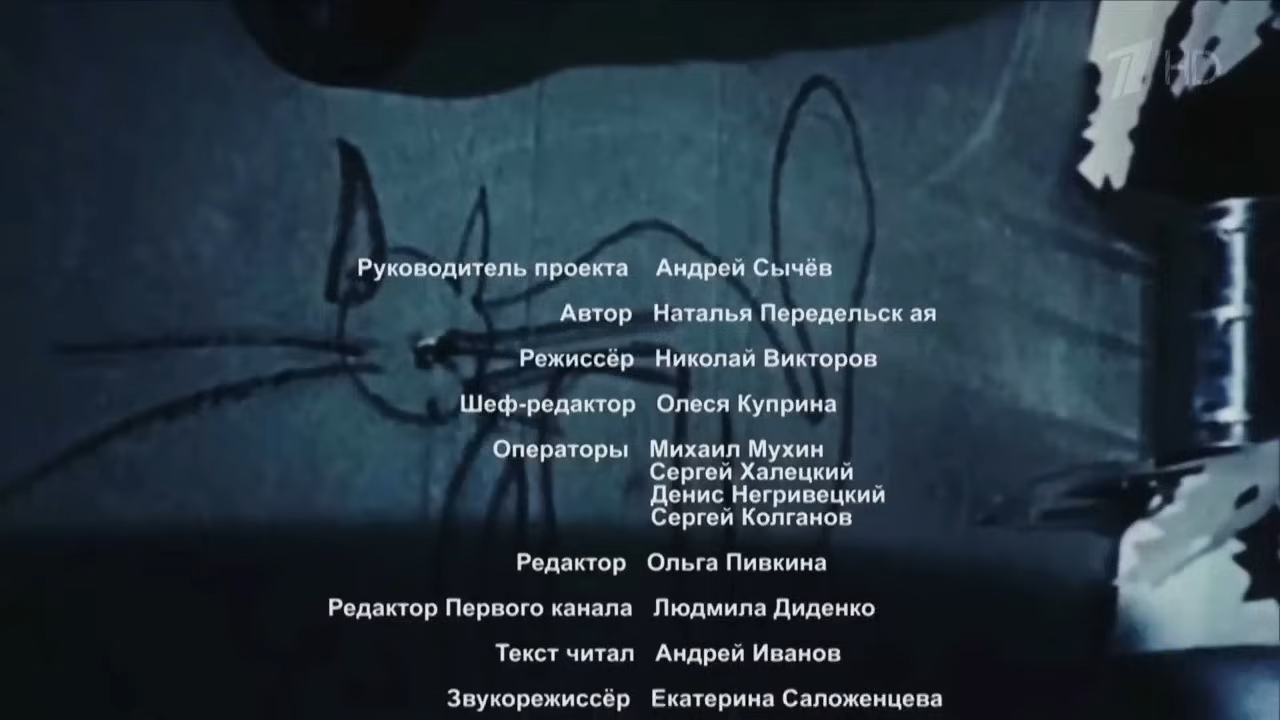 HD
Руководитель проекта Андрей Сычёв
Автор Наталья Передельск ая
Режиссёр Николай Викторов
Шеф-редактор Олеся Куприна
Операторы Михаил Мухин
Сергей Халецкий
Денис Негривецкий
Сергей Колганов
Редактор Ольга Пивкина
Редактор Первого канала Людмила Диденко
Текст читал Андрей Иванов
Звукорежиссёр Екатерина Саложенцева